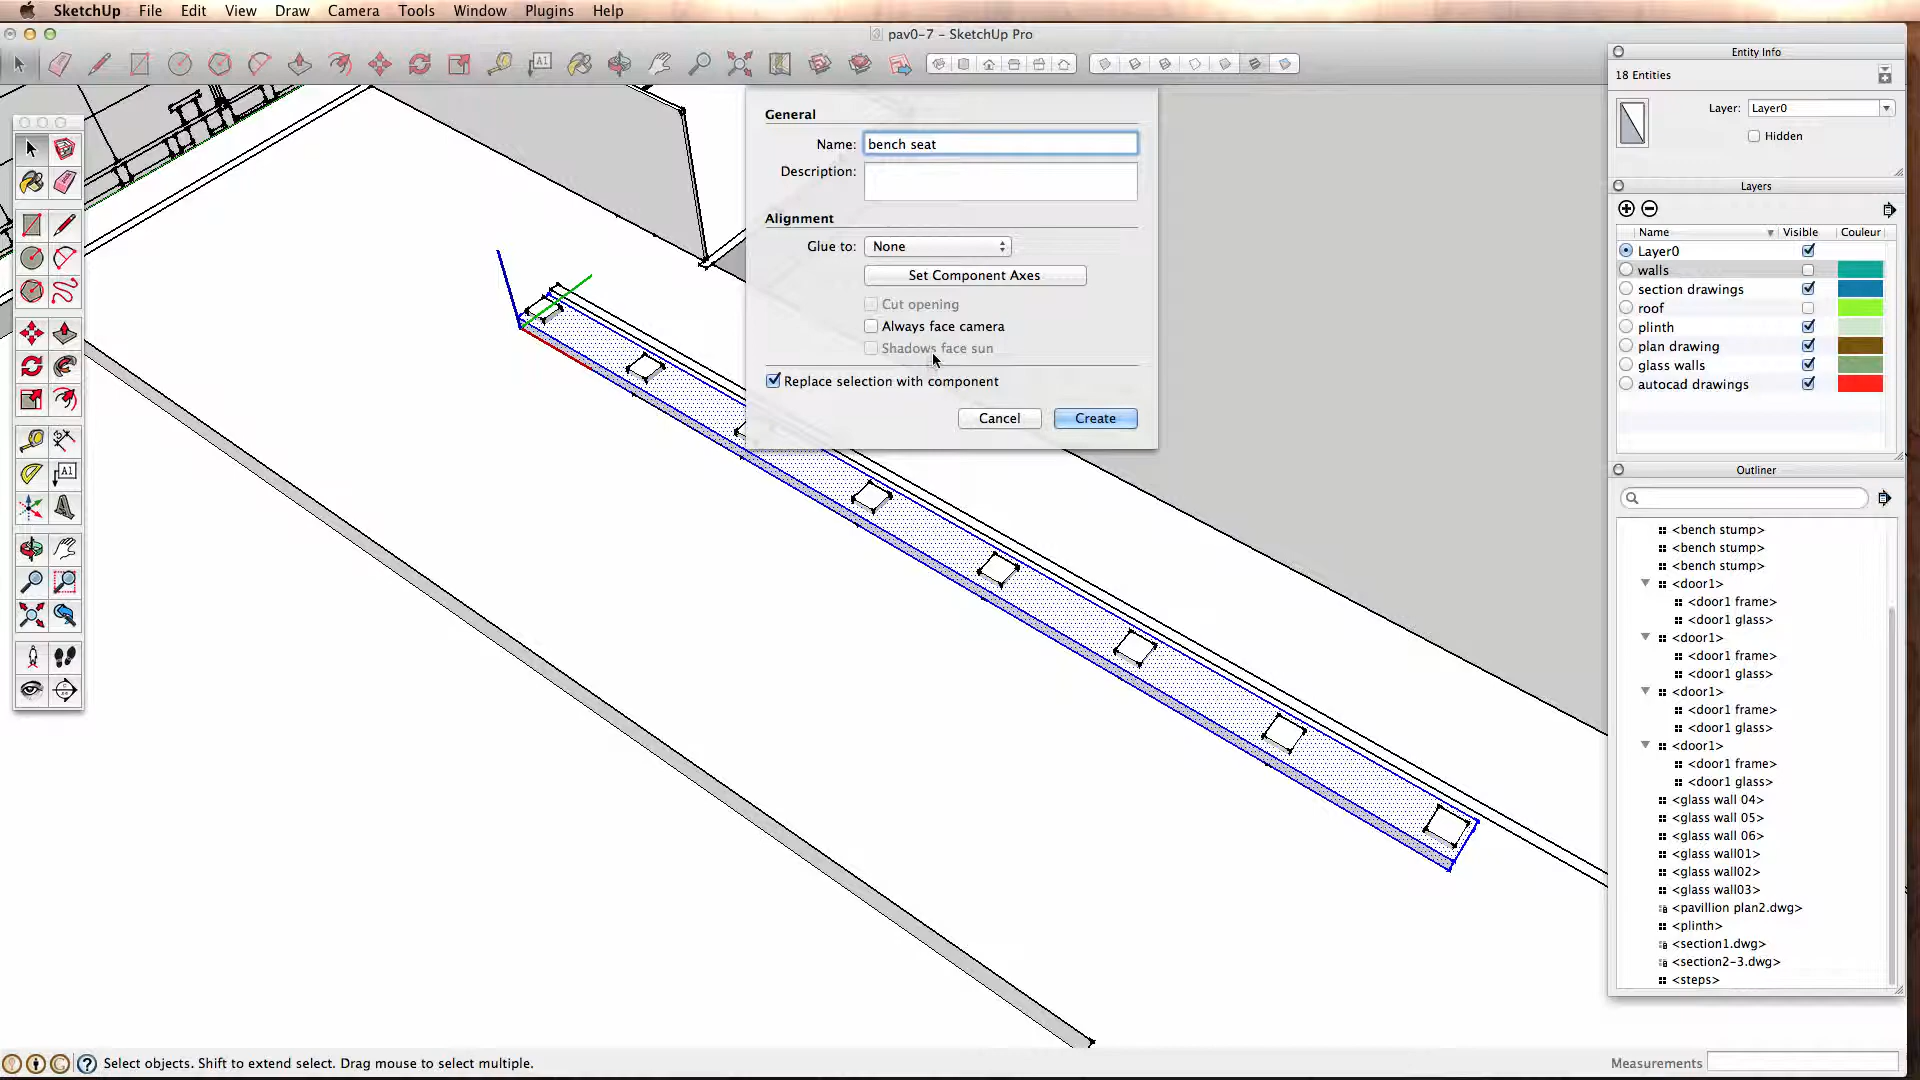 SketchUp File Edit View Draw Camera Tools Window Plugins Help
pav0-7 - SketchUp Pro
General
Name: bench seat
Description:
Alignment
Glue to: None
Set Component Axes
Cut opening
Always face camera
Shadows face sun
Replace selection with component
Cancel Create
Entity Info
18 Entities
Layer: Layer0
Hidden
Layers
Name Visible Couleur
Layer0
walls
section drawings
roof
plinth
plan drawing
glass walls
autocad drawings
Outliner
<bench stump>
<bench stump>
<bench stump>
<door1>
<door1 frame>
<door1 glass>
<door1>
<door1 frame>
<door1 glass>
<door1>
<door1 frame>
<door1 glass>
<door1>
<door1 frame>
<door1 glass>
<glass wall 04>
<glass wall 05>
<glass wall 06>
<glass wall01>
<glass wall02>
<glass wall03>
<pavillion plan2.dwg>
<plinth>
<section1.dwg>
<section2-3.dwg>
<steps>
Select objects. Shift to extend select. Drag mouse to select multiple.
Measurements